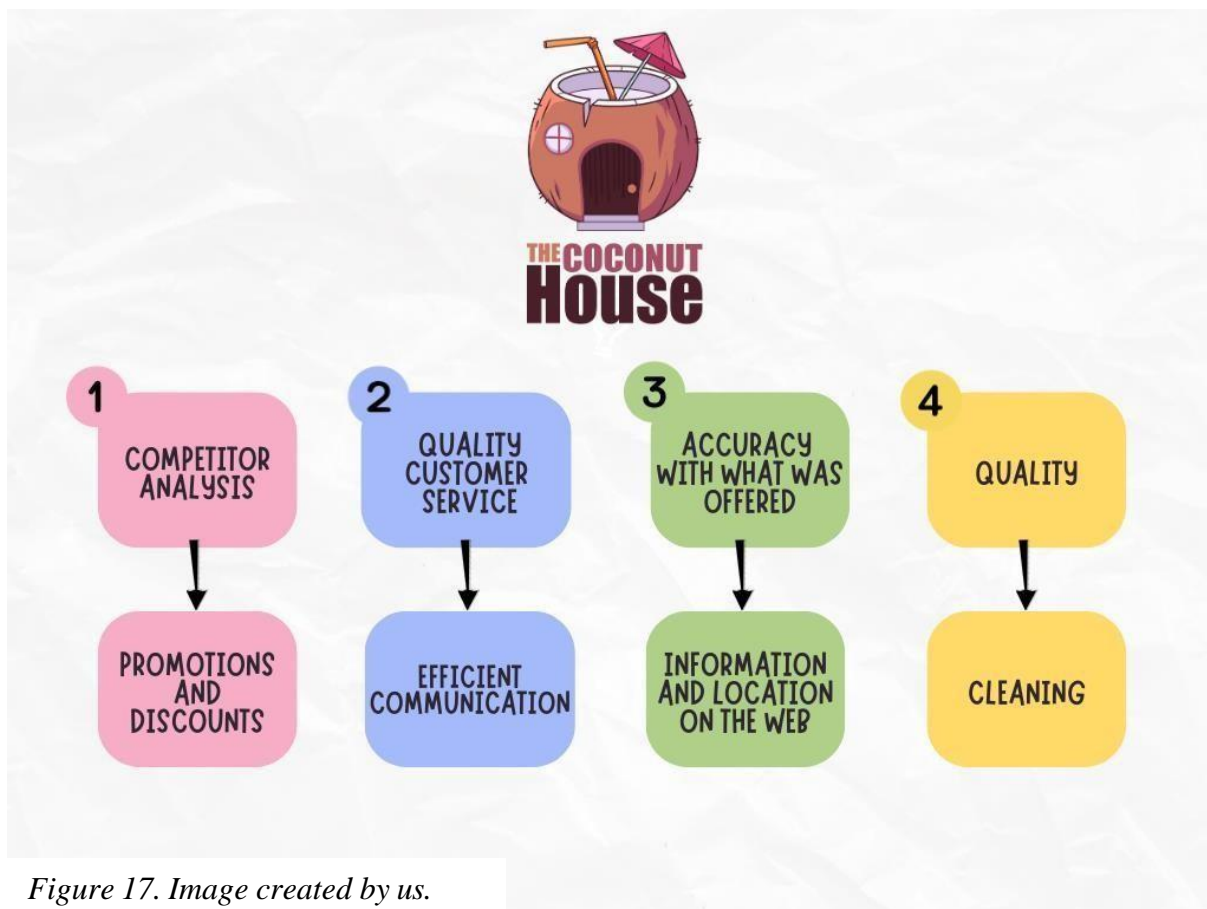 THE COCONUT
House
1
COMPETITOR
ANALYSIS
PROMOTIONS
AND
DISCOUNTS
2
QUALITY
CUSTOMER
SERVICE
EFFICIENT
COMMUNICATION
3
ACCURACY
WITH WHAT WAS
OFFERED
INFORMATION
AND LOCATION
ON THE WEB
4
QUALITY
CLEANING
Figure 17. Image created by us.